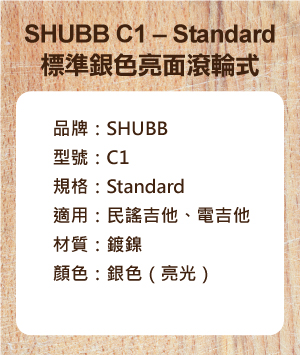 SHUBB C1 – Standard
標準銀色亮面滾輪式
品牌：SHUBB
型號：C1
規格：Standard
適用：民謠吉他、電吉他
材質：鍍鎳
顏色：銀色（亮光）